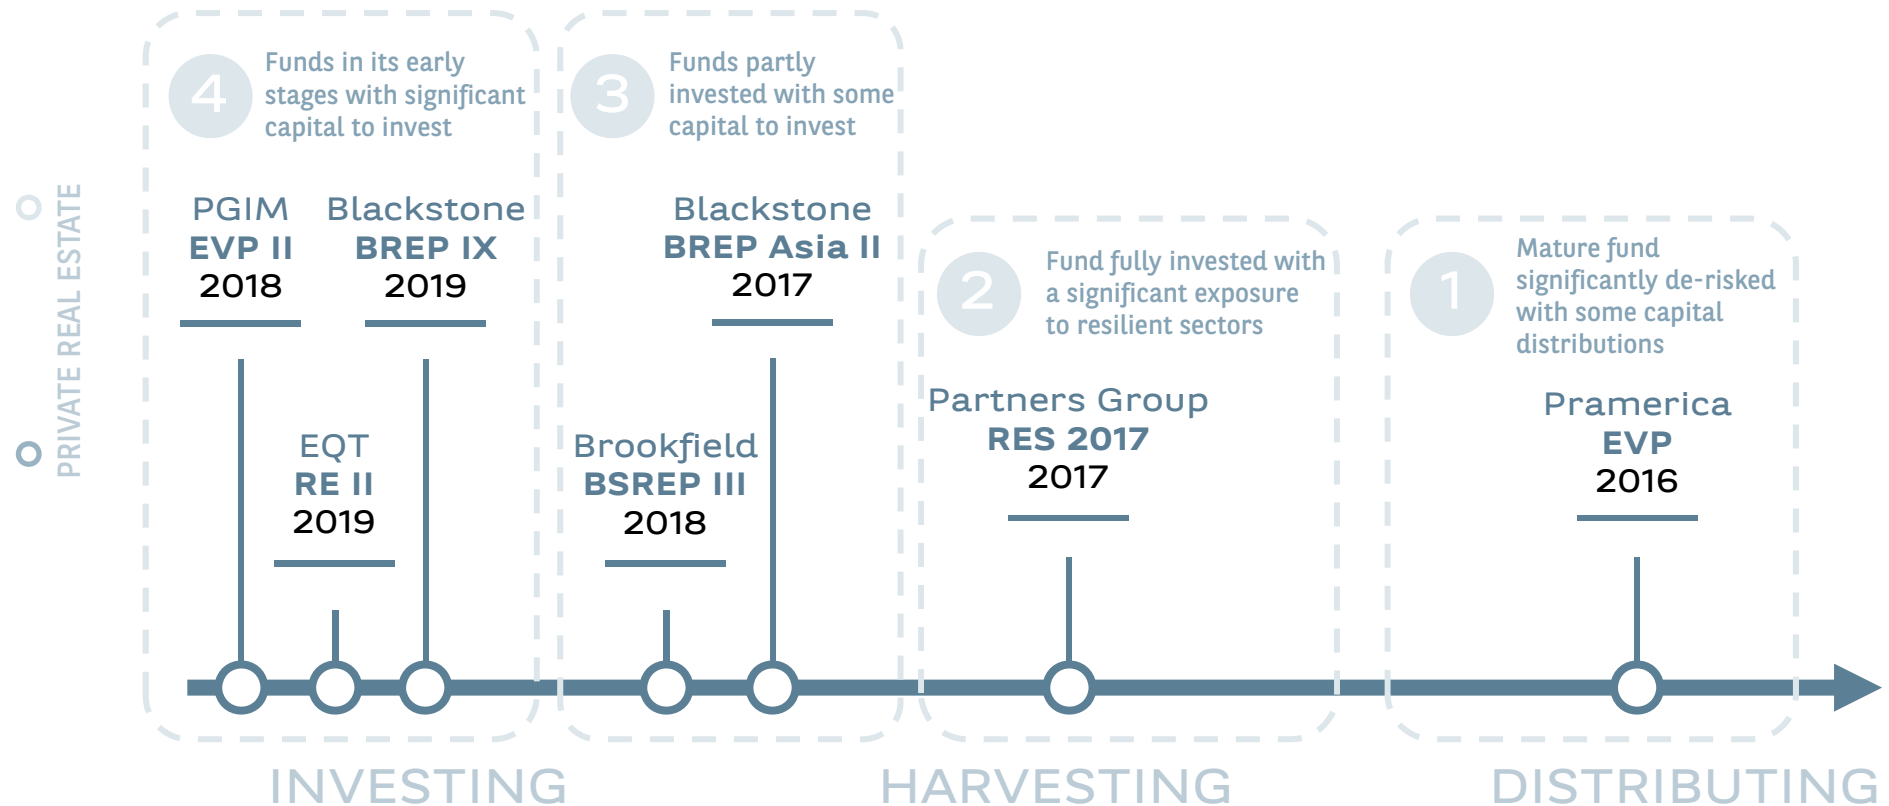 PRIVATE REAL ESTATE
4
Funds in its early
stages with significant
capital to invest
PGIM
EVP II
2018
Blackstone
BREP IX
2019
EQT
RE II
2019
3
Funds partly
invested with some
capital to invest
Blackstone
BREP Asia II
2017
Brookfield
BSREP III
2018
2
Fund fully invested with
a significant exposure
to resilient sectors
Partners Group
RES 2017
2017
1
Mature fund
significantly de-risked
with some capital
distributions
Pramerica
EVP
2016
INVESTING
HARVESTING
DISTRIBUTING